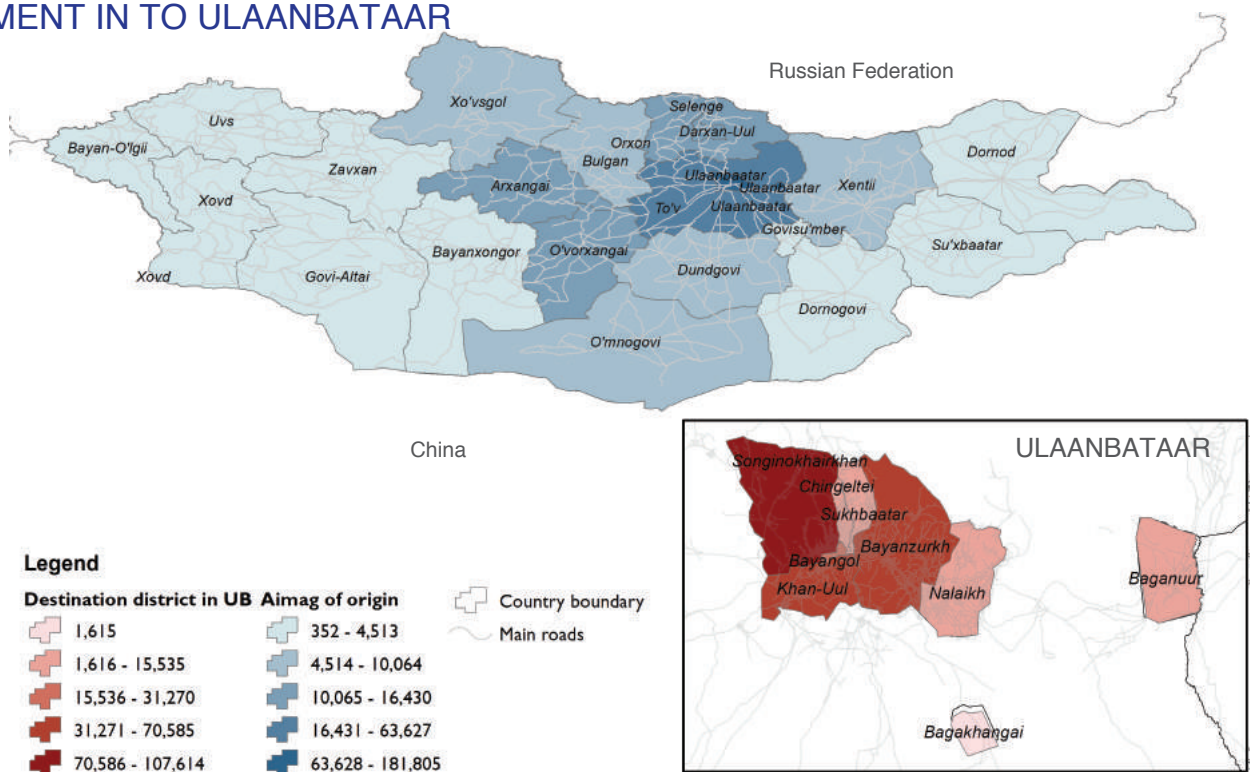 MENT IN TO ULAANBATAAR
Russian Federation
Xo'vsgol
Selenge
Uvs
Darxan-Uul
Orxon
Bayan-O'lgii
Bulgan
Dornod
Zavxan
Ulaanbaatar
Arxangai
Ulaanbaatar
Xentii
Xovd
To'v
Ulaanbaatar
Govisu'mber
O'vorxangai
Su'xbaatar
Bayanxongor
Dundgovi
Xovd
Govi-Altai
Dornogovi
O'mnogovi
China
ULAANBATAAR
Songinokhairkhan
Chingeltei
Sukhbaatar
Bayanzurkh
Bayangol
Khan-Uul
Nalaikh
Baganuur
Bagakhangai
Legend
Destination district in UB
1,615
1,616 - 15,535
15,536 - 31,270
31,271 - 70,585
70,586 - 107,614
Aimag of origin
352 - 4,513
4,514 - 10,064
10,065 - 16,430
16,431 - 63,627
63,628 - 181,805
Country boundary
Main roads